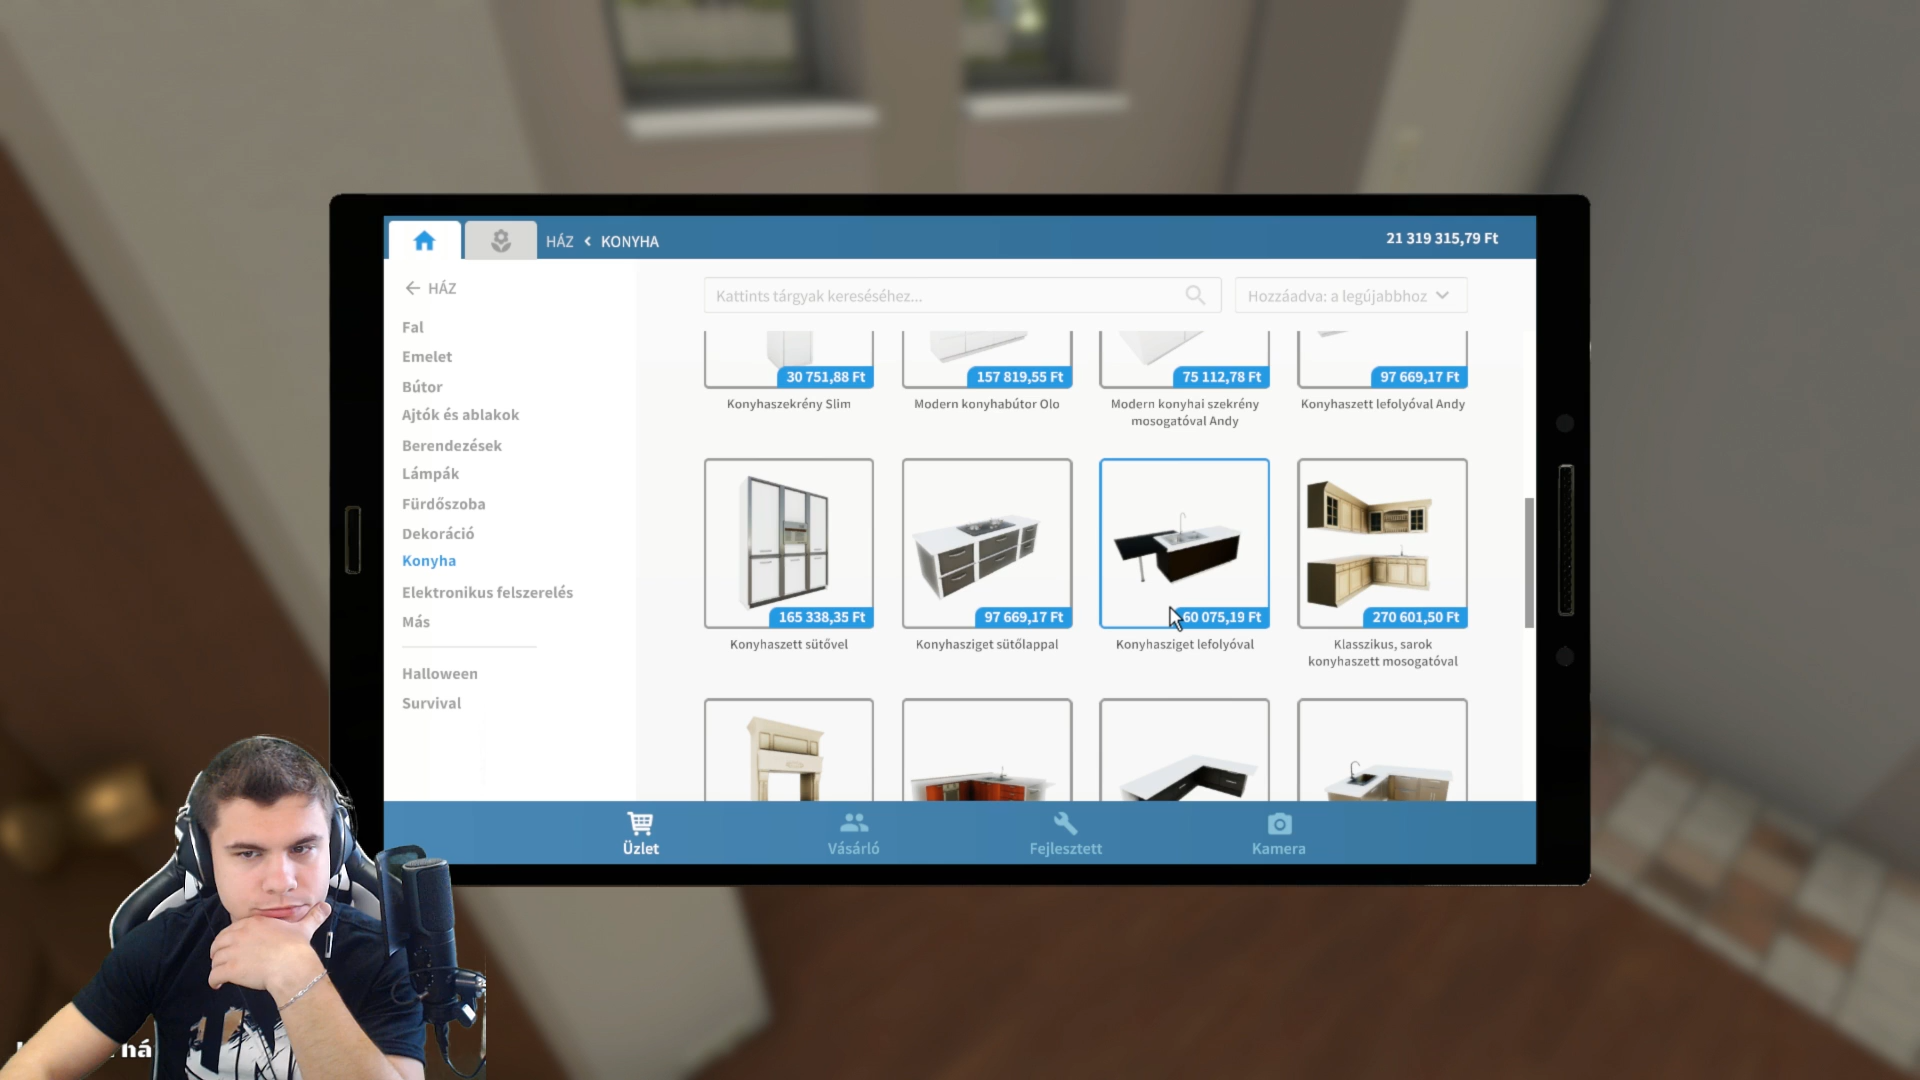 HÁZ < KONYHA
21 319 315,79 Ft
← HÁZ
Kattints tárgyak kereséséhez...
Hozzáadva: a legújabbhoz
Fal
Emelet
Bútor
Ajtók és ablakok
Berendezések
Lámpák
Fürdőszoba
Dekoráció
Konyha
Elektronikus felszerelés
Más
Halloween
Survival
30 751,88 Ft
157 819,55 Ft
75 112,78 Ft
97 669,17 Ft
Konyhaszekrény Slim
Modern konyhabútor Olo
Modern konyhai szekrény
mosogatóval Andy
Konyhaszett lefolyóval Andy
165 338,35 Ft
97 669,17 Ft
60 075,19 Ft
270 601,50 Ft
Konyhaszett sütővel
Konyhasziget sütőlappal
Konyhasziget lefolyóval
Klasszikus, sarok
konyhaszett mosogatóval
Üzlet
Vásárló
Fejlesztett
Kamera